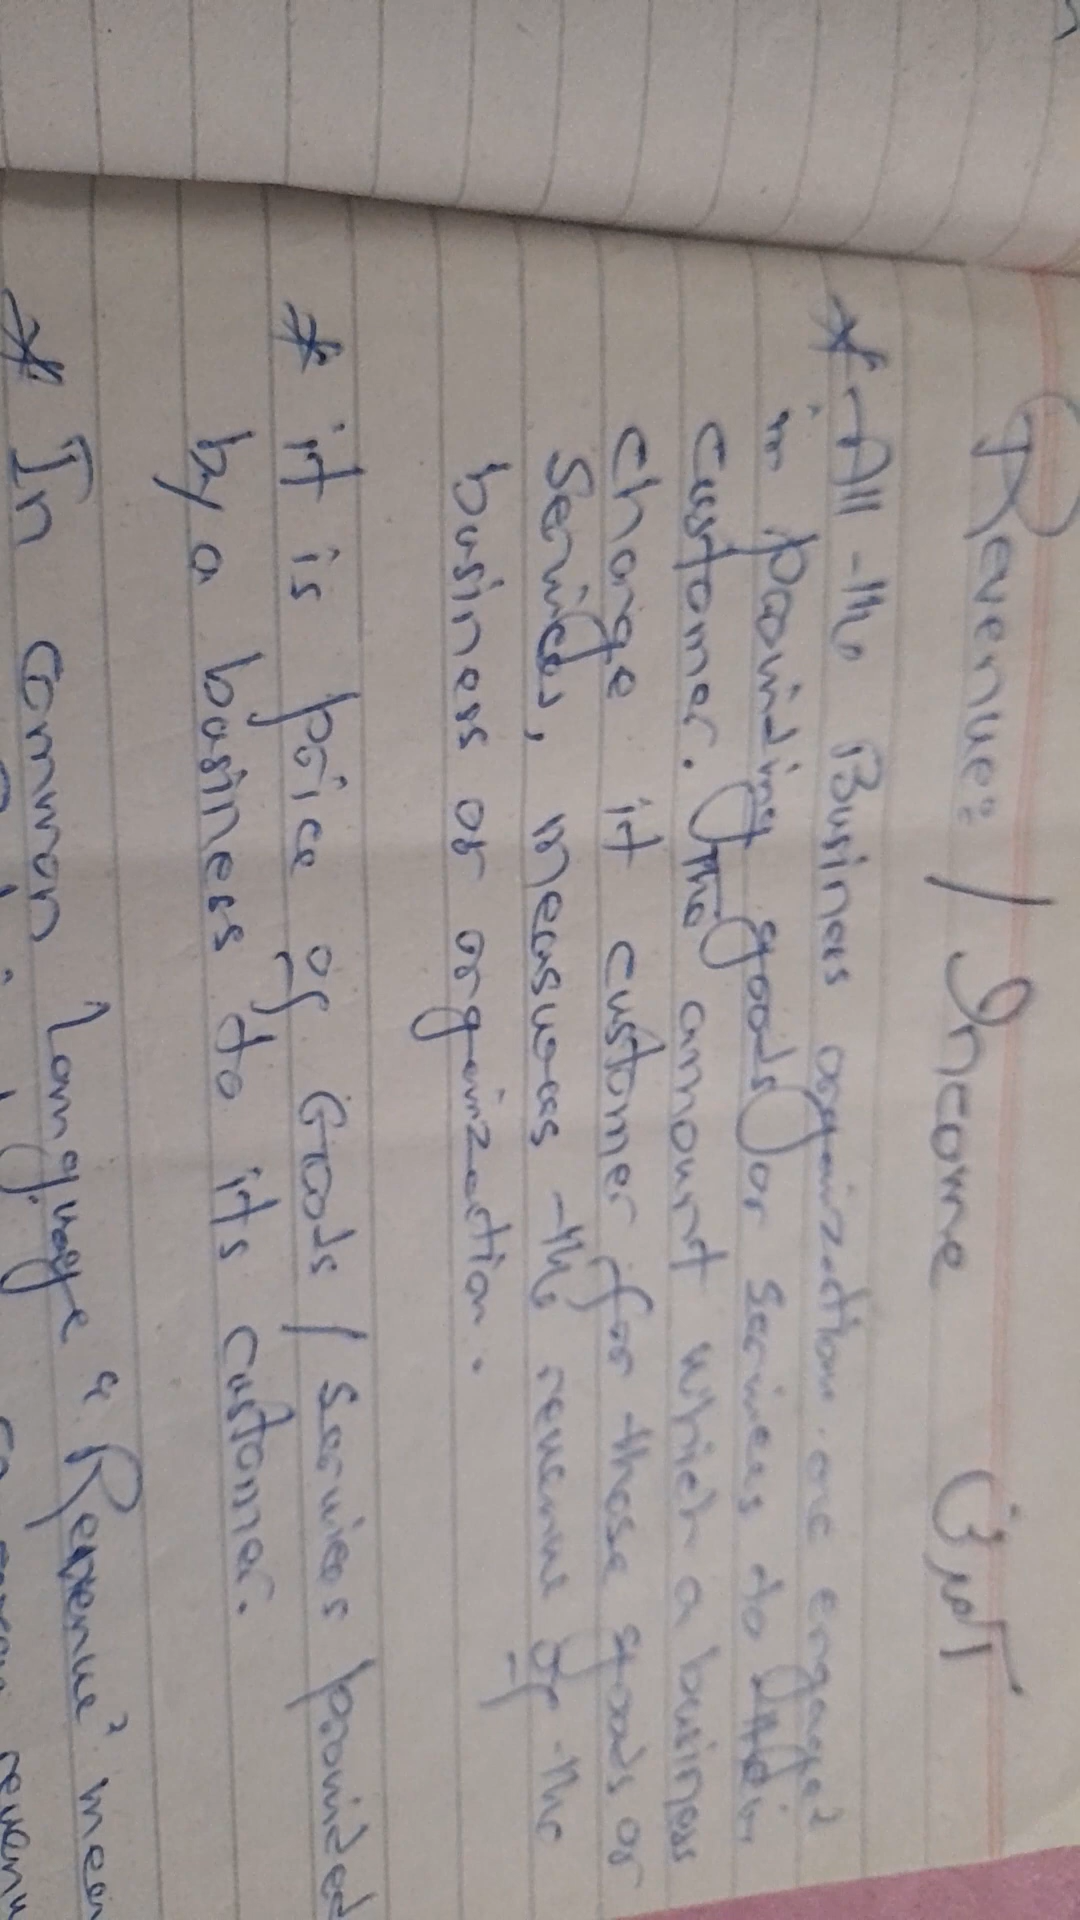 Revenue: / Income آمدن
* All the Business organization are engage
in providing goods or services to their
customer. The amount which a business
charge it customer for these goods or
Services, measures the revenue of the
business or organization.
* it is price of Goods / services provided
by a business to its customer.
* In common language "Revenue" mean